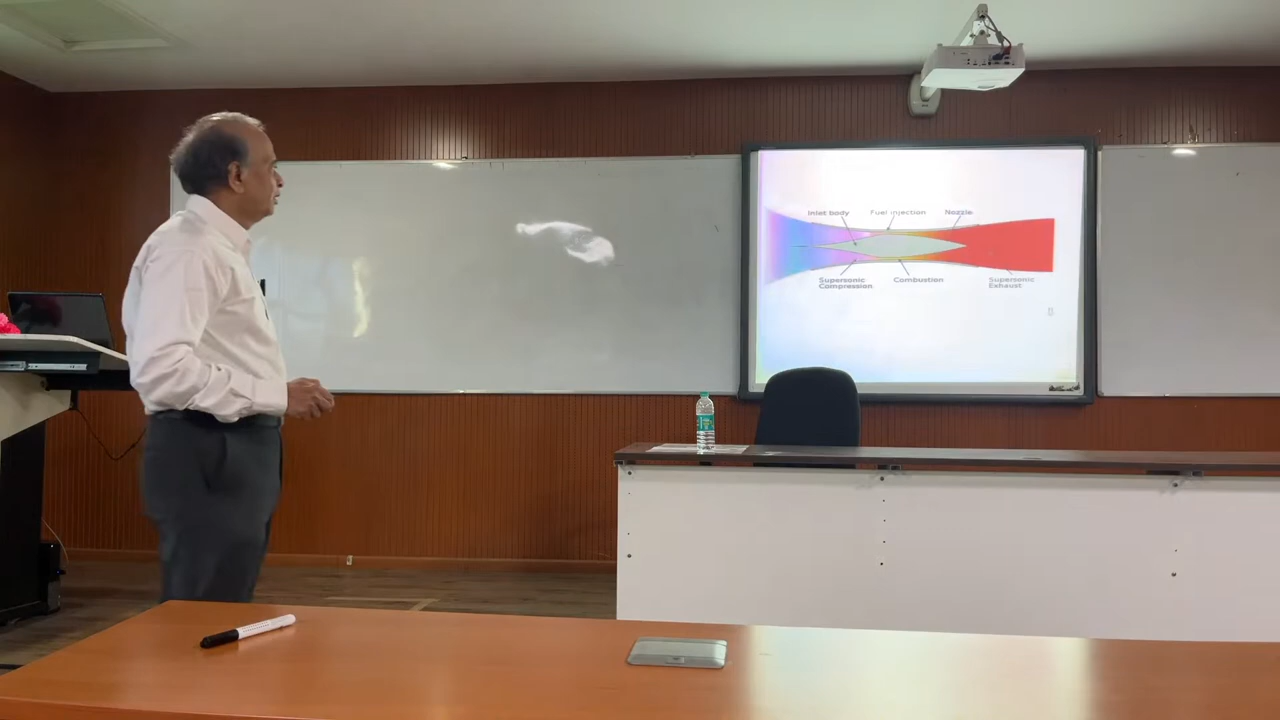 Inlet body
Fuel injection
Nozzle
Supersonic
Compression
Combustion
Supersonic
Exhaust